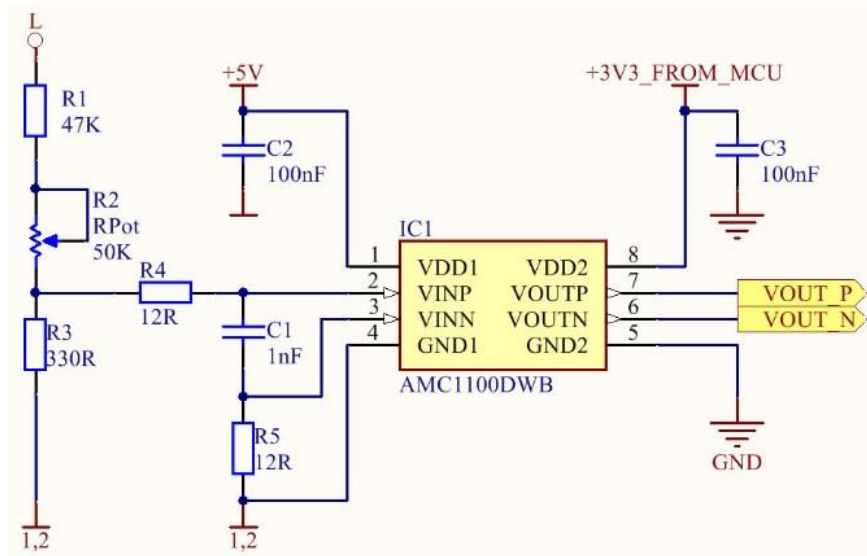 L
R1
47K
+5V
+3V3_FROM_MCU
C2
100nF
C3
100nF
R2
RPot
50K
IC1
R4
12R
1 VDD1 VDD2 8
2 VINP VOUTP 7 VOUT_P
3 VINN VOUTN 6 VOUT_N
4 GND1 GND2 5
AMC1100DWB
R3
330R
C1
1nF
R5
12R
GND
1,2
1,2